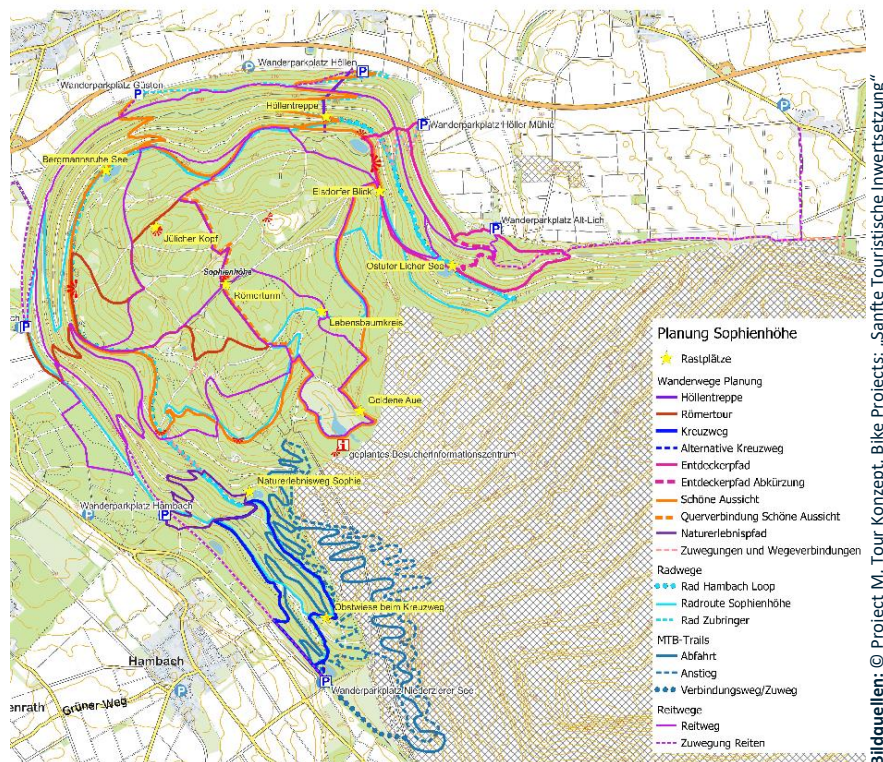 Wanderparkplatz Höllen
Wanderparkplatz Güsten
Höllentreppe
Wanderparkplatz Höller Mühle
Bergmannsruhe See
Elsdorfer Blick
Wanderparkplatz Alt-Lich
Jülicher Kopf
Ostufer Licher See
Sophienhöhe
Römerturm
Labensbaumkreis
Goldene Aue
geplantes Besucherinformationszentrum
Naturerlebnisweg Sophie
Wanderparkplatz Hambach
Obstwiese beim Kreuzweg
Hambach
Wanderparkplatz Niederzierer See
enrath
Grüner Weg
Planung Sophienhöhe
Rastplätze
Wanderwege Planung
Höllentreppe
Römertour
Kreuzweg
Alternative Kreuzweg
Entdeckerpfad
Entdeckerpfad Abkürzung
Schöne Aussicht
Querverbindung Schöne Aussicht
Naturerlebnispfad
Zuwegungen und Wegeverbindungen
Radwege
Rad Hambach Loop
Radroute Sophienhöhe
Rad Zubringer
MTB-Trails
Abfahrt
Anstieg
Verbindungsweg/Zuweg
Reitwege
Reitweg
Zuwegung Reiten
Bildquellen: © Project M, Tour Konzept, Bike Projects: „Sanfte Touristische Inwertsetzung“